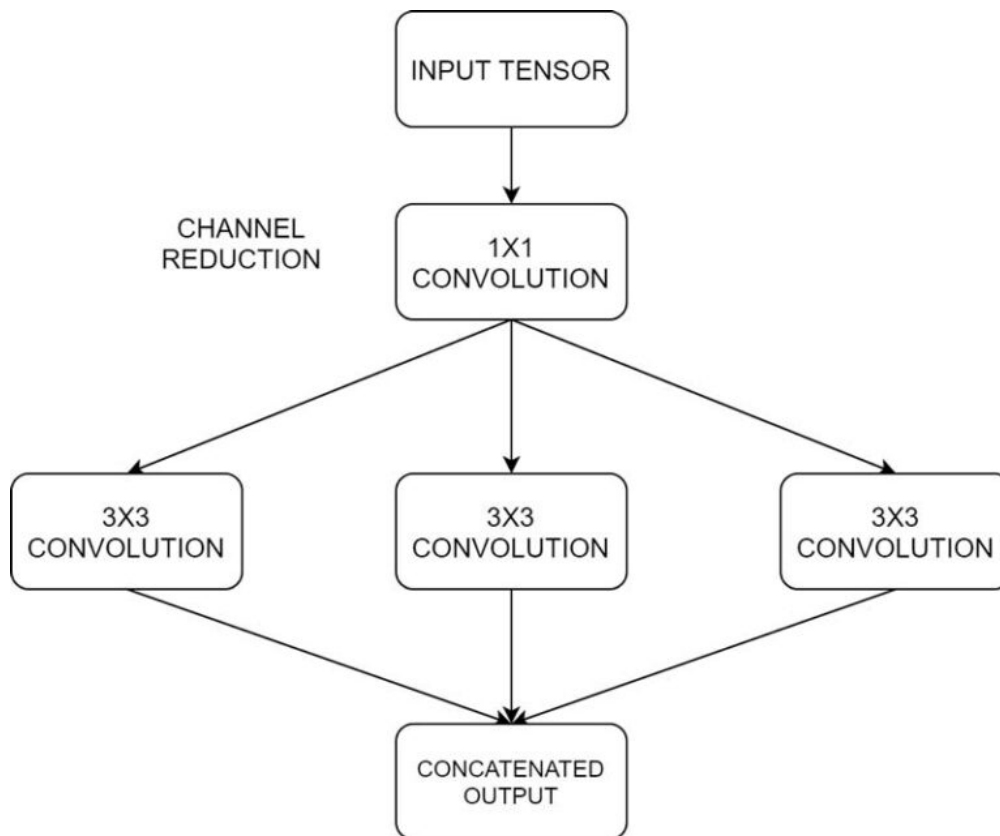 INPUT TENSOR
CHANNEL
REDUCTION
1X1
CONVOLUTION
3X3
CONVOLUTION
3X3
CONVOLUTION
3X3
CONVOLUTION
CONCATENATED
OUTPUT